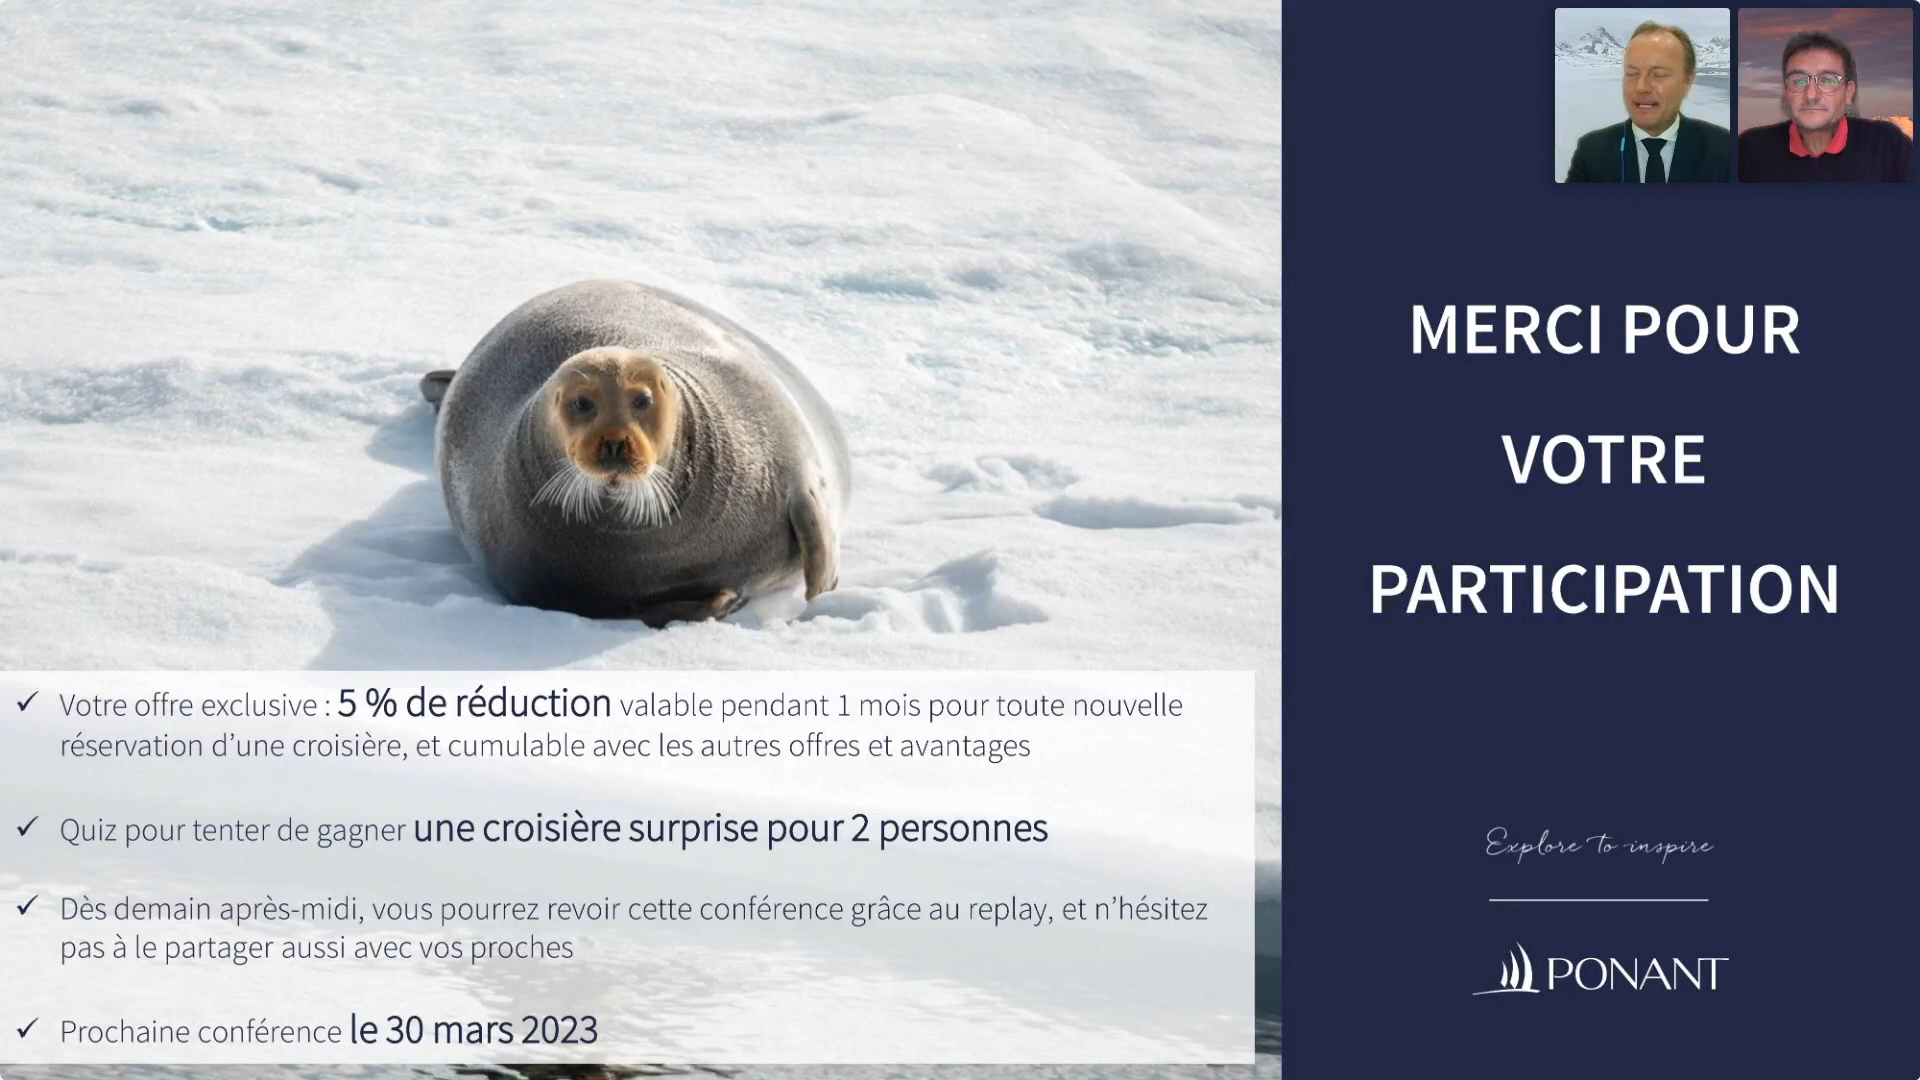 MERCI POUR
VOTRE
PARTICIPATION
✓ Votre offre exclusive : 5 % de réduction valable pendant 1 mois pour toute nouvelle
réservation d’une croisière, et cumulable avec les autres offres et avantages
✓ Quiz pour tenter de gagner une croisière surprise pour 2 personnes
✓ Dès demain après-midi, vous pourrez revoir cette conférence grâce au replay, et n’hésitez
pas à le partager aussi avec vos proches
✓ Prochaine conférence le 30 mars 2023
Explore to inspire
PONANT